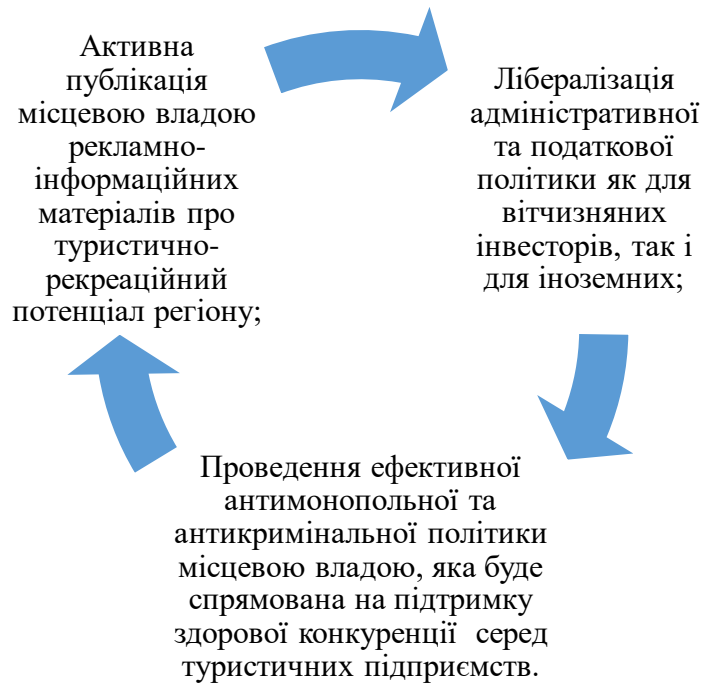 Активна
публікація
місцевою владою
рекламно-
інформаційних
матеріалів про
туристично-
рекреаційний
потенціал регіону;
Лібералізація
адміністративної
та податкової
політики як для
вітчизняних
інвесторів, так і
для іноземних;
Проведення ефективної
антимонопольної та
антикримінальної політики
місцевою владою, яка буде
спрямована на підтримку
здорової конкуренції  серед
туристичних підприємств.